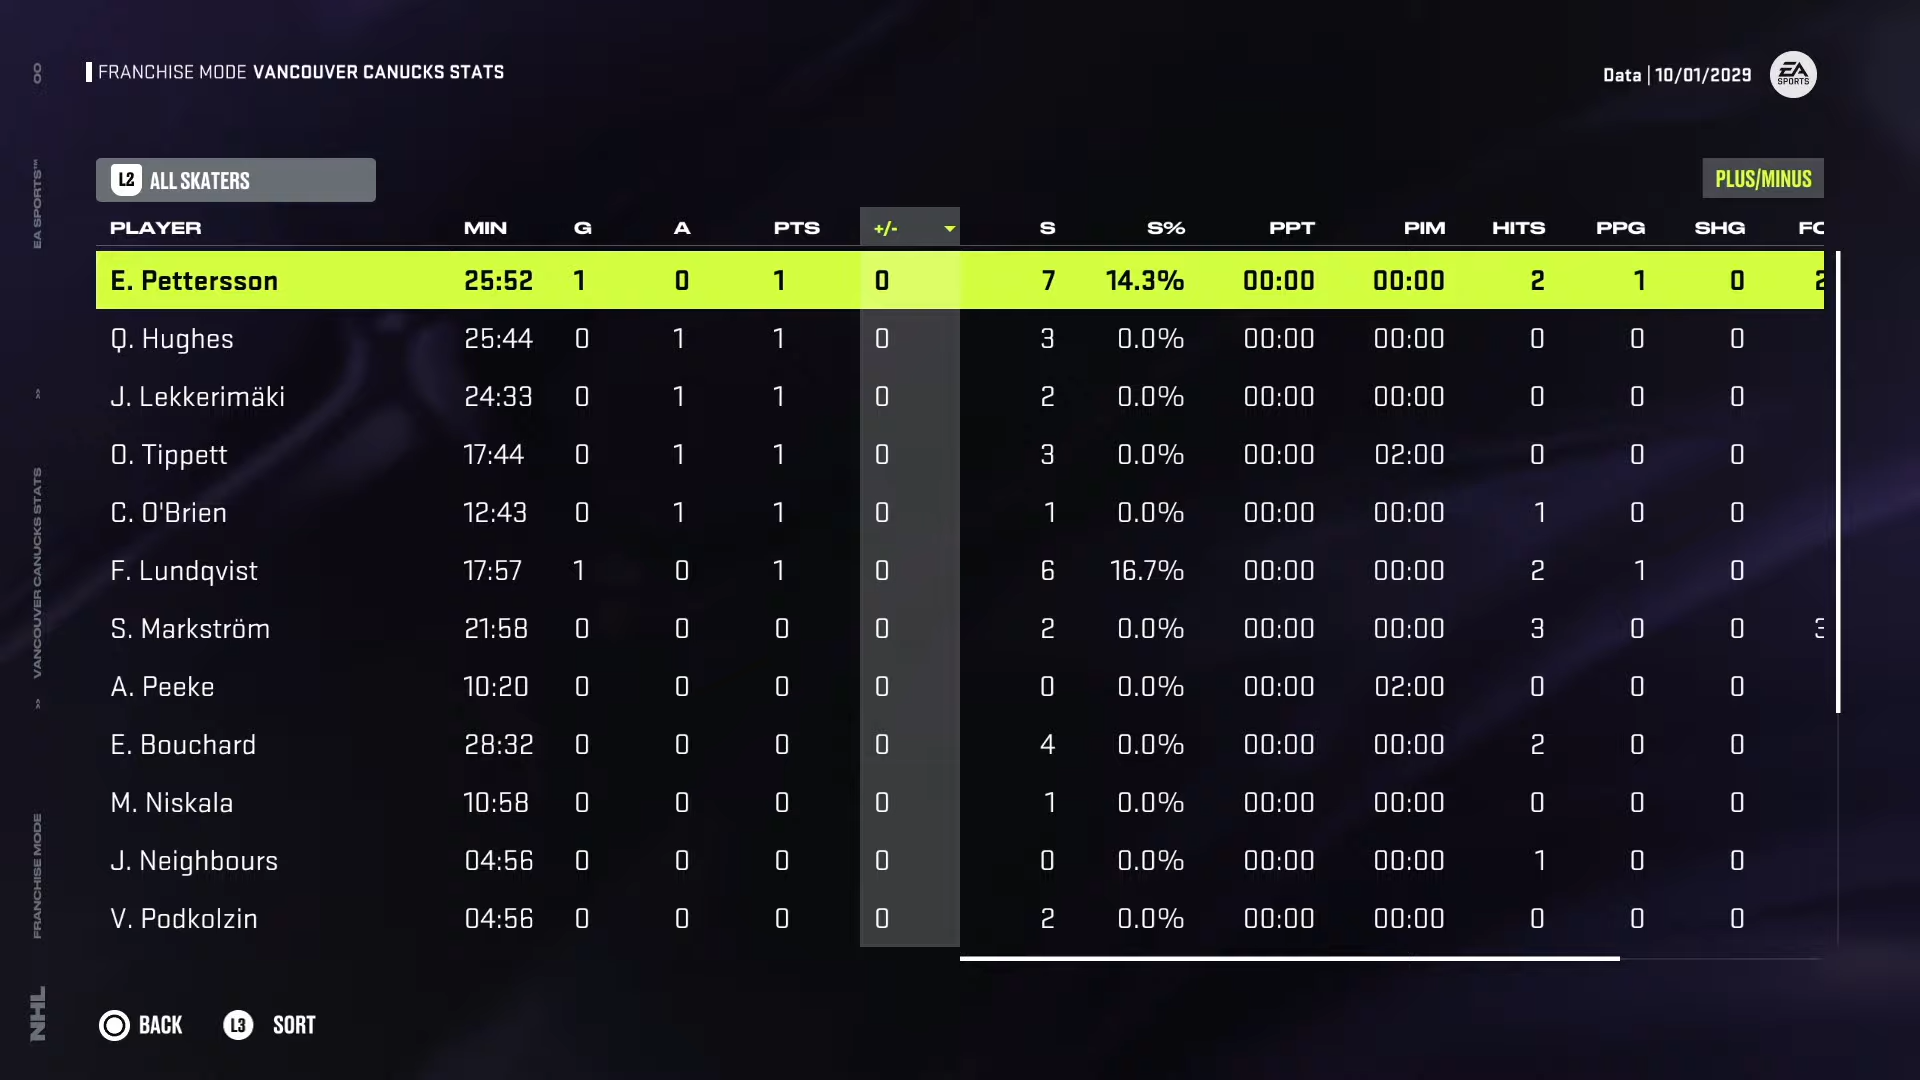 FRANCHISE MODE VANCOUVER CANUCKS STATS
Data | 10/01/2029
EA SPORTS
L2 ALL SKATERS
PLUS/MINUS
PLAYER MIN G A PTS +/- S S% PPT PIM HITS PPG SHG
E. Pettersson 25:52 1 0 1 0 7 14.3% 00:00 00:00 2 1 0
Q. Hughes 25:44 0 1 1 0 3 0.0% 00:00 00:00 0 0 0
J. Lekkerimäki 24:33 0 1 1 0 2 0.0% 00:00 00:00 0 0 0
O. Tippett 17:44 0 1 1 0 3 0.0% 00:00 02:00 0 0 0
C. O'Brien 12:43 0 1 1 0 1 0.0% 00:00 00:00 1 0 0
F. Lundqvist 17:57 1 0 1 0 6 16.7% 00:00 00:00 2 1 0
S. Markström 21:58 0 0 0 0 2 0.0% 00:00 00:00 3 0 0
A. Peeke 10:20 0 0 0 0 0 0.0% 00:00 02:00 0 0 0
E. Bouchard 28:32 0 0 0 0 4 0.0% 00:00 00:00 2 0 0
M. Niskala 10:58 0 0 0 0 1 0.0% 00:00 00:00 0 0 0
J. Neighbours 04:56 0 0 0 0 0 0.0% 00:00 00:00 1 0 0
V. Podkolzin 04:56 0 0 0 0 2 0.0% 00:00 00:00 0 0 0
BACK L3 SORT
NHL FRANCHISE MODE >> VANCOUVER CANUCKS STATS >> EA SPORTS™